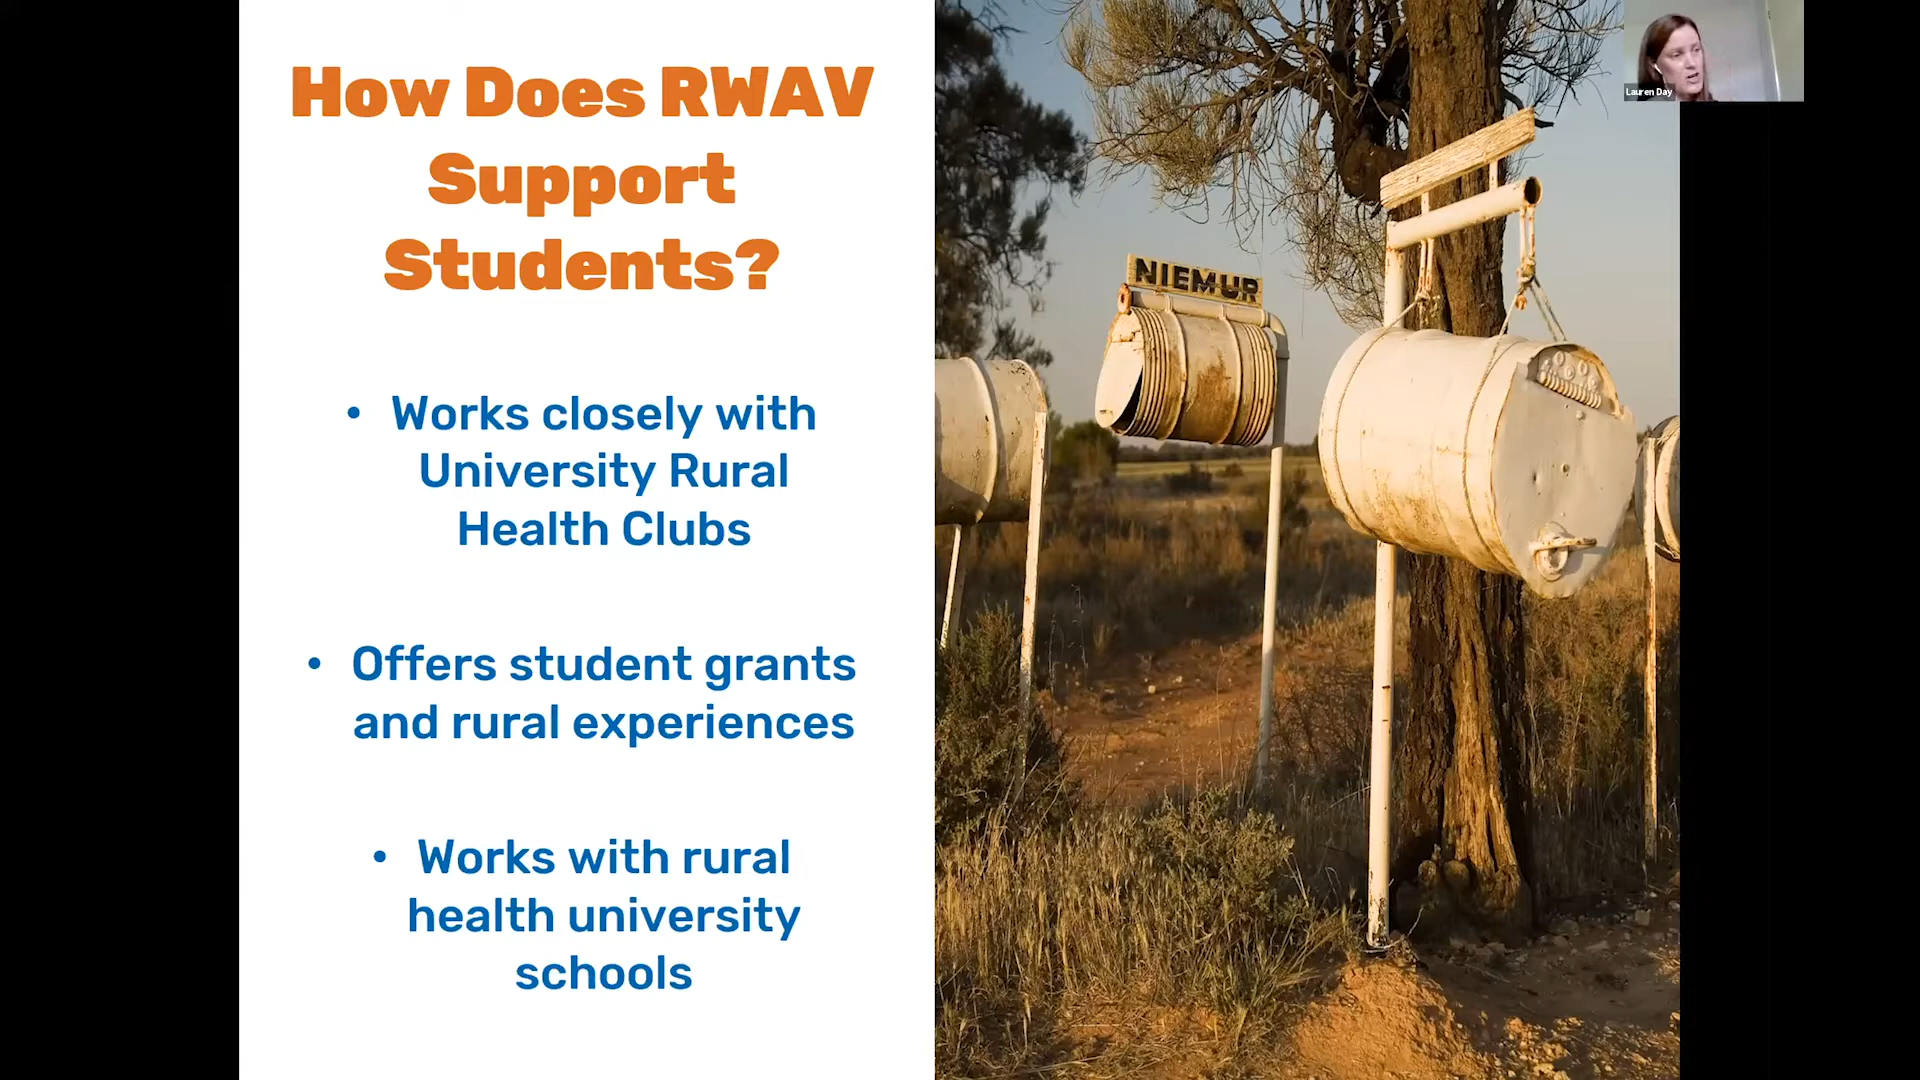 How Does RWAV
Support
Students?
• Works closely with
University Rural
Health Clubs
• Offers student grants
and rural experiences
• Works with rural
health university
schools
NIEMUR
Lauren Day